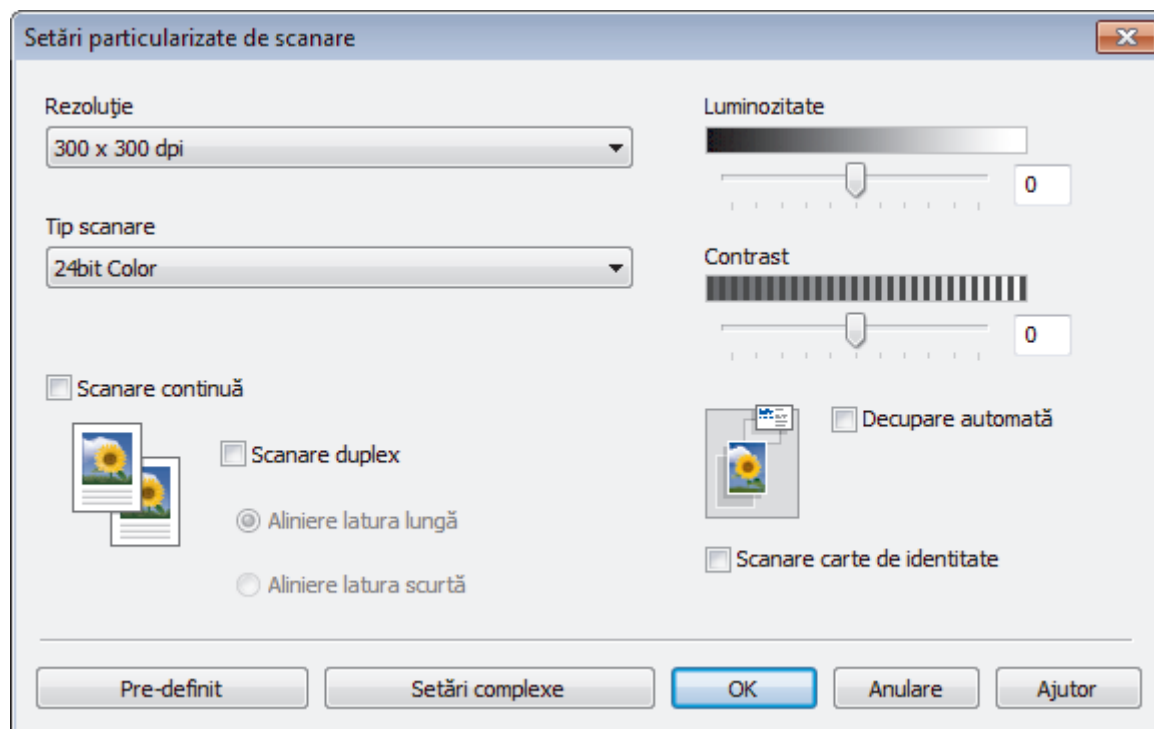 Setări particularizate de scanare
Rezoluţie
300 x 300 dpi
Tip scanare
24bit Color
Scanare continuă
Scanare duplex
Aliniere latura lungă
Aliniere latura scurtă
Luminozitate
0
Contrast
0
Decupare automată
Scanare carte de identitate
Pre-definit
Setări complexe
OK
Anulare
Ajutor